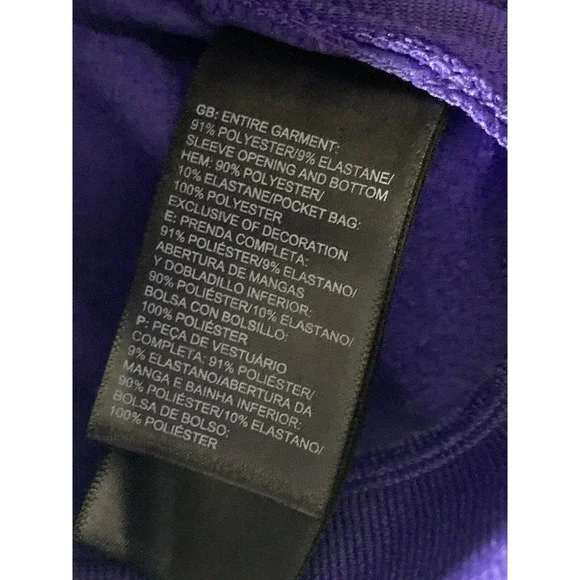 GB: ENTIRE GARMENT:
91% POLYESTER/9% ELASTANE/
SLEEVE OPENING AND BOTTOM
HEM: 90% POLYESTER/
10% ELASTANE/POCKET BAG:
100% POLYESTER
EXCLUSIVE OF DECORATION
E: PRENDA COMPLETA:
91% POLIÉSTER/9% ELASTANO/
ABERTURA DE MANGAS
Y DOBLADILLO INFERIOR:
90% POLIÉSTER/10% ELASTANO/
BOLSA CON BOLSILLO:
100% POLIÉSTER
P: PEÇA DE VESTUÁRIO
COMPLETA: 91% POLIÉSTER/
9% ELASTANO/ABERTURA DA
MANGA E BAINHA INFERIOR:
90% POLIÉSTER/10% ELASTANO/
BOLSA DE BOLSO:
100% POLIÉSTER